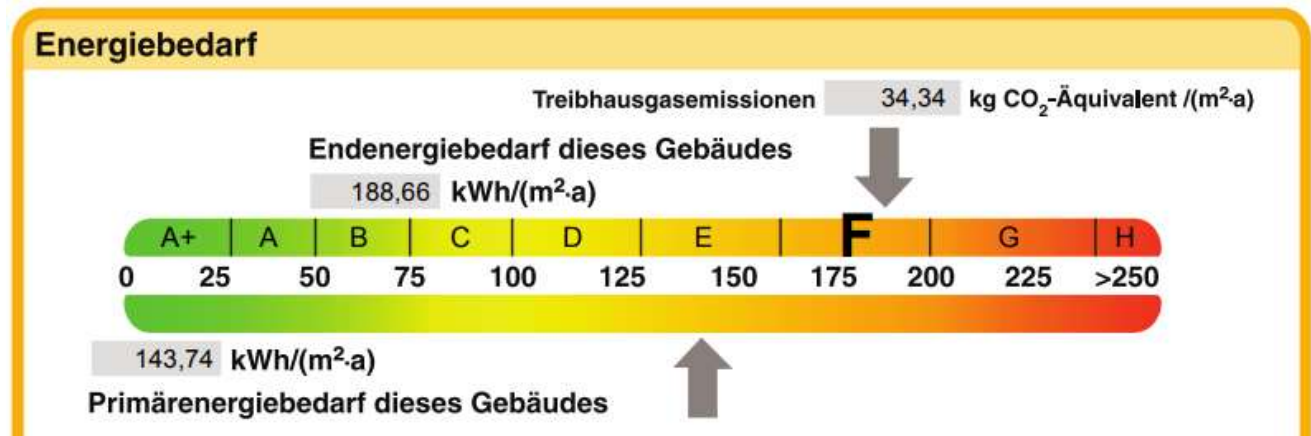 Energiebedarf
Treibhausgasemissionen 34,34 kg CO₂-Äquivalent /(m²·a)
Endenergiebedarf dieses Gebäudes
188,66 kWh/(m²·a)
A+ A B C D E F G H
0 25 50 75 100 125 150 175 200 225 >250
143,74 kWh/(m²·a)
Primärenergiebedarf dieses Gebäudes